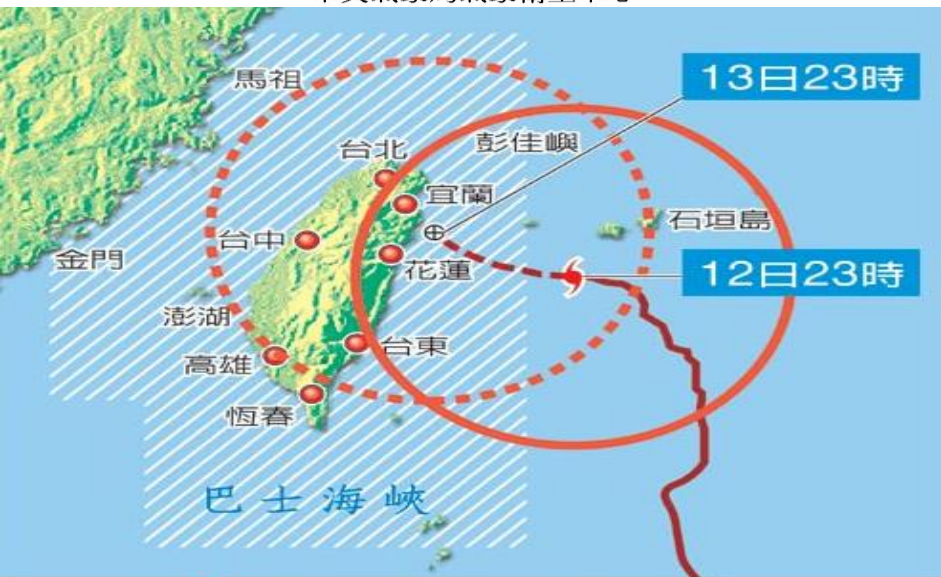 馬祖
13日23時
台北
彭佳嶼
宜蘭
石垣島
台中
金門
花蓮
12日23時
澎湖
台東
高雄
恆春
巴士海峽